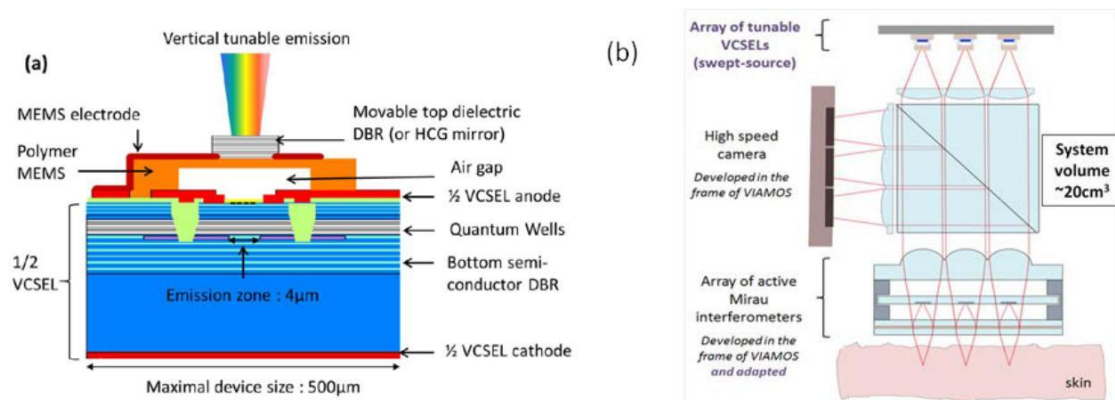 (a)
Vertical tunable emission
MEMS electrode
Movable top dielectric
DBR (or HCG mirror)
Polymer
MEMS
Air gap
½ VCSEL anode
Quantum Wells
1/2
VCSEL
Bottom semi-
conductor DBR
Emission zone : 4µm
½ VCSEL cathode
Maximal device size : 500µm
(b)
Array of tunable
VCSELs
(swept-source)
High speed
camera
Developed in the
frame of VIAMOS
System
volume
~20cm³
Array of active
Mirau
interferometers
Developed in the
frame of VIAMOS
and adapted
skin